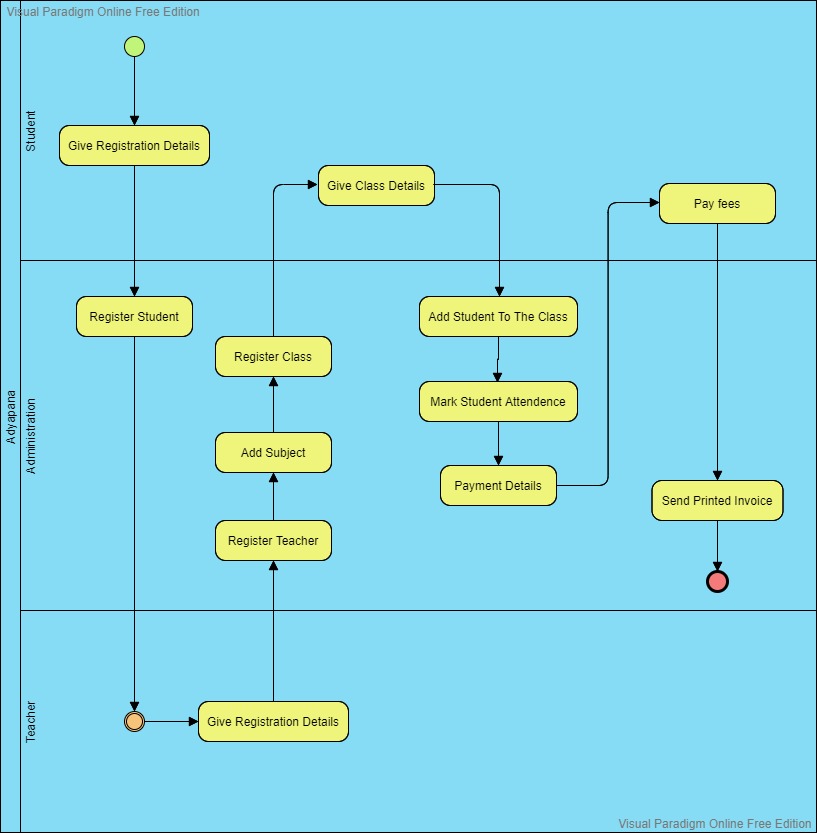 Visual Paradigm Online Free Edition
Adyapana
Student
Give Registration Details
Give Class Details
Pay fees
Administration
Register Student
Add Student To The Class
Register Class
Mark Student Attendence
Add Subject
Payment Details
Send Printed Invoice
Register Teacher
Teacher
Give Registration Details
Visual Paradigm Online Free Edition